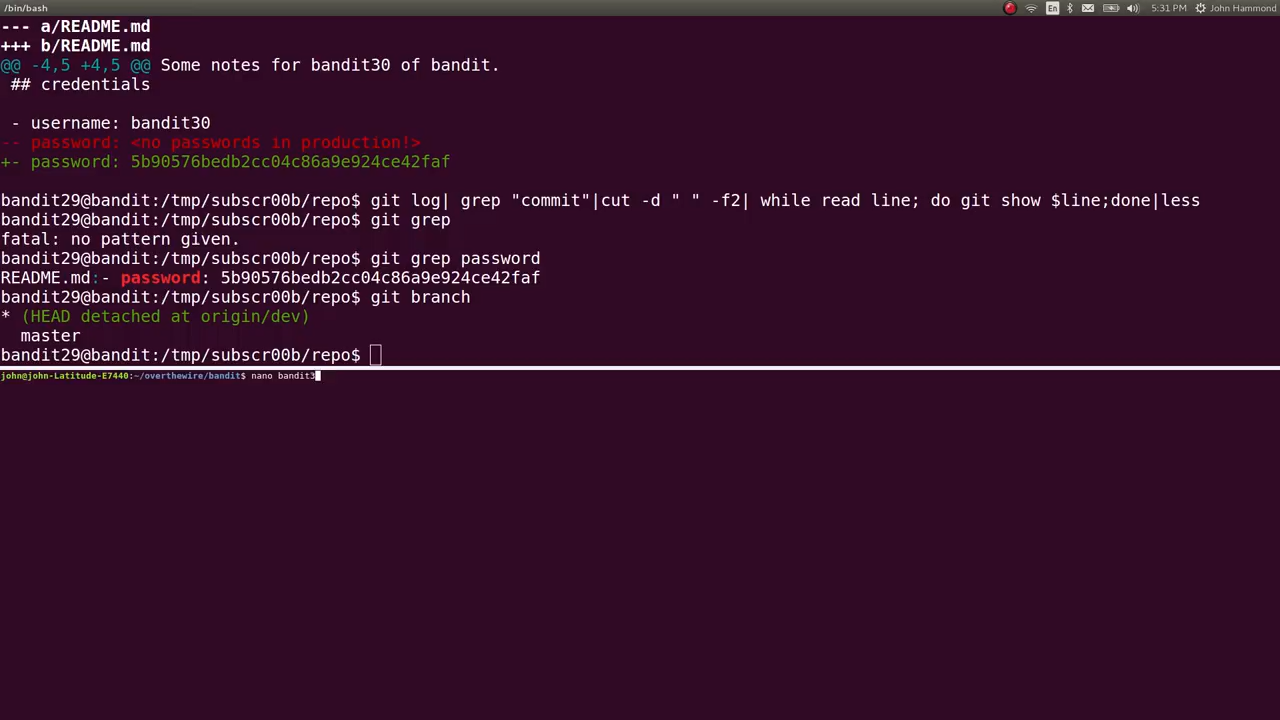 /bin/bash
En
5:31 PM
John Hammond
--- a/README.md
+++ b/README.md
@@ -4,5 +4,5 @@ Some notes for bandit30 of bandit.
 ## credentials
 - username: bandit30
-- password: <no passwords in production!>
+- password: 5b90576bedb2cc04c86a9e924ce42faf
bandit29@bandit:/tmp/subscr00b/repo$ git log| grep "commit"|cut -d " " -f2| while read line; do git show $line;done|less
bandit29@bandit:/tmp/subscr00b/repo$ git grep
fatal: no pattern given.
bandit29@bandit:/tmp/subscr00b/repo$ git grep password
README.md:- password: 5b90576bedb2cc04c86a9e924ce42faf
bandit29@bandit:/tmp/subscr00b/repo$ git branch
* (HEAD detached at origin/dev)
  master
bandit29@bandit:/tmp/subscr00b/repo$
john@john-Latitude-E7440:~/overthewire/bandit$ nano bandit3